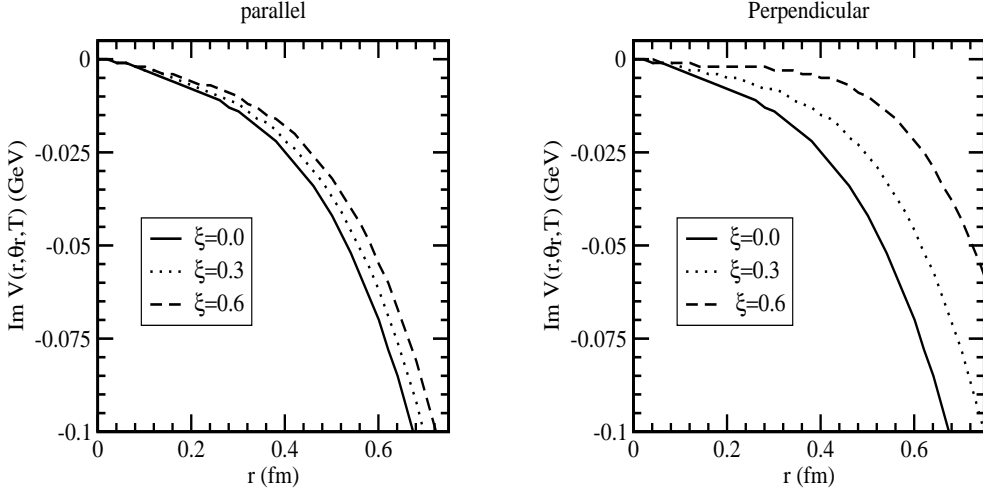 parallel
Im V(r,θr,T) (GeV)
0
-0.025
-0.05
-0.075
-0.1
ξ=0.0
ξ=0.3
ξ=0.6
0
0.2
0.4
0.6
r (fm)
Perpendicular
Im V(r,θr,T) (GeV)
0
-0.025
-0.05
-0.075
-0.1
ξ=0.0
ξ=0.3
ξ=0.6
0
0.2
0.4
0.6
r (fm)